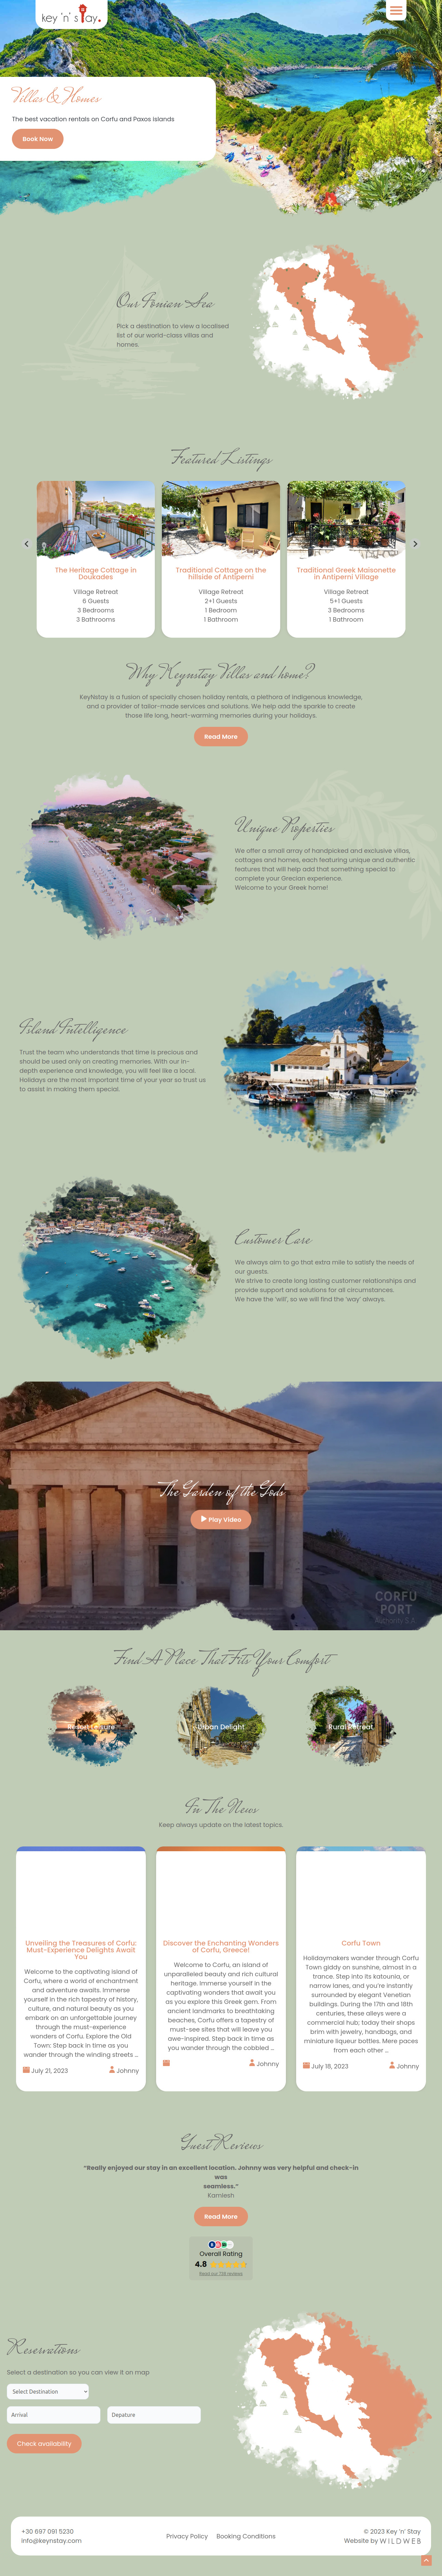 key 'n' stay.
Villas & Homes
The best vacation rentals on Corfu and Paxos islands
Book Now
Our Ionian Sea
Pick a destination to view a localised
list of our world-class villas and
homes.
Featured Listings
The Heritage Cottage in
Doukades
Village Retreat
6 Guests
3 Bedrooms
3 Bathrooms
Traditional Cottage on the
hillside of Antiperni
Village Retreat
2+1 Guests
1 Bedroom
1 Bathroom
Traditional Greek Maisonette
in Antiperni Village
Village Retreat
5+1 Guests
3 Bedrooms
1 Bathroom
Why Keynstay Villas and home?
KeyNstay is a fusion of specially chosen holiday rentals, a plethora of indigenous knowledge,
and a provider of tailor-made services and solutions. We help add the sparkle to create
those life long, heart-warming memories during your holidays.
Read More
Unique Properties
We offer a small array of handpicked and exclusive villas,
cottages and homes, each featuring unique and authentic
features that will help add that something special to
complete your Grecian experience.
Welcome to your Greek home!
Island Intelligence
Trust the team who understands that time is precious and
should be used only on creating memories. With our in-
depth experience and knowledge, you will feel like a local.
Holidays are the most important time of your year so trust us
to assist in making them special.
Customer Care
We always aim to go that extra mile to satisfy the needs of
our guests.
We strive to create long lasting customer relationships and
provide support and solutions for all circumstances.
We have the 'will', so we will find the 'way' always.
The Garden of the Gods
Play Video
CORFU
PORT
Authority S.A.
Find A Place That Fits Your Comfort
Resort Leisure
Urban Delight
Rural Retreat
In The News
Keep always update on the latest topics.
Unveiling the Treasures of Corfu:
Must-Experience Delights Await
You
Welcome to the captivating island of
Corfu, where a world of enchantment
and adventure awaits. Immerse
yourself in the rich tapestry of history,
culture, and natural beauty as you
embark on an unforgettable journey
through the must-experience
wonders of Corfu. Explore the Old
Town: Step back in time as you
wander through the winding streets ...
July 21, 2023
Johnny
Discover the Enchanting Wonders
of Corfu, Greece!
Welcome to Corfu, an island of
unparalleled beauty and rich cultural
heritage. Immerse yourself in the
captivating wonders that await you
as you explore this Greek gem. From
ancient landmarks to breathtaking
beaches, Corfu offers a tapestry of
must-see sites that will leave you
awe-inspired. Step back in time as
you wander through the cobbled ...
Johnny
Corfu Town
Holidaymakers wander through Corfu
Town giddy on sunshine, almost in a
trance. Step into its katounia, or
narrow lanes, and you're instantly
surrounded by elegant Venetian
buildings. During the 17th and 18th
centuries, these alleys were a
commercial hub; today their shops
brim with jewelry, handbags, and
miniature liqueur bottles. Mere paces
from each other ...
July 18, 2023
Johnny
Guest Reviews
"Really enjoyed our stay in an excellent location. Johnny was very helpful and check-in
was
seamless."
Kamlesh
Read More
Overall Rating
4.8
Reservations
Select a destination so you can view it on map
Select Destination
Arrival
Depature
Check availability
+30 697 091 5230
info@keynstay.com
Privacy Policy
Booking Conditions
© 2023 Key 'n' Stay
Website by WILDWEB